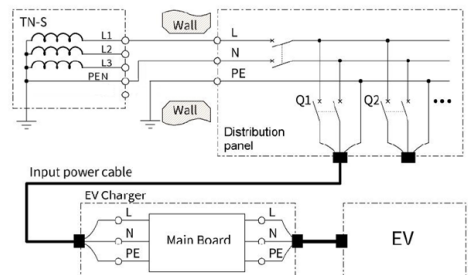 TN-S
L1
L2
L3
PEN
Wall
Wall
L
N
PE
Q1
Q2
Distribution
panel
Input power cable
EV Charger
L
N
PE
Main Board
L
N
PE
EV